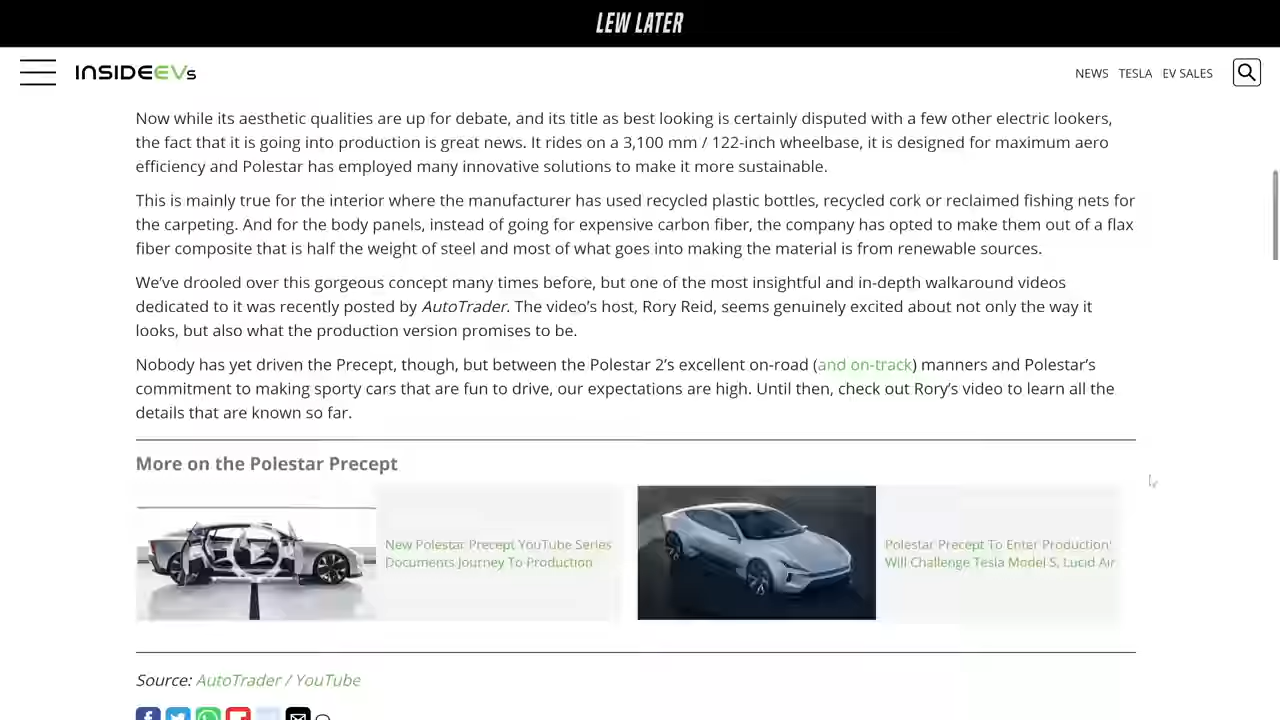 LEW LATER
INSIDEEVs
NEWS TESLA EV SALES
Now while its aesthetic qualities are up for debate, and its title as best looking is certainly disputed with a few other electric lookers,
the fact that it is going into production is great news. It rides on a 3,100 mm / 122-inch wheelbase, it is designed for maximum aero
efficiency and Polestar has employed many innovative solutions to make it more sustainable.
This is mainly true for the interior where the manufacturer has used recycled plastic bottles, recycled cork or reclaimed fishing nets for
the carpeting. And for the body panels, instead of going for expensive carbon fiber, the company has opted to make them out of a flax
fiber composite that is half the weight of steel and most of what goes into making the material is from renewable sources.
We’ve drooled over this gorgeous concept many times before, but one of the most insightful and in-depth walkaround videos
dedicated to it was recently posted by AutoTrader. The video’s host, Rory Reid, seems genuinely excited about not only the way it
looks, but also what the production version promises to be.
Nobody has yet driven the Precept, though, but between the Polestar 2’s excellent on-road (and on-track) manners and Polestar’s
commitment to making sporty cars that are fun to drive, our expectations are high. Until then, check out Rory’s video to learn all the
details that are known so far.
More on the Polestar Precept
New Polestar Precept YouTube Series
Documents Journey To Production
Polestar Precept To Enter Production'
Will Challenge Tesla Model S, Lucid Air
Source: AutoTrader / YouTube